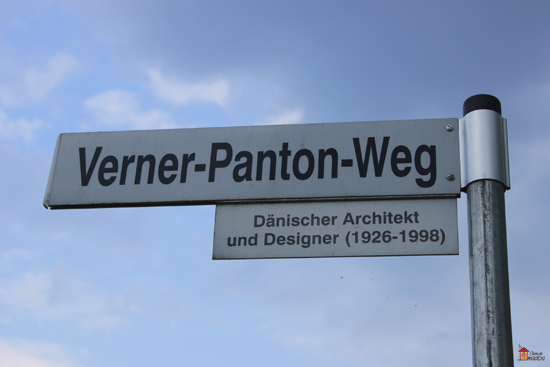 Verner-Panton-Weg
Dänischer Architekt
und Designer (1926-1998)